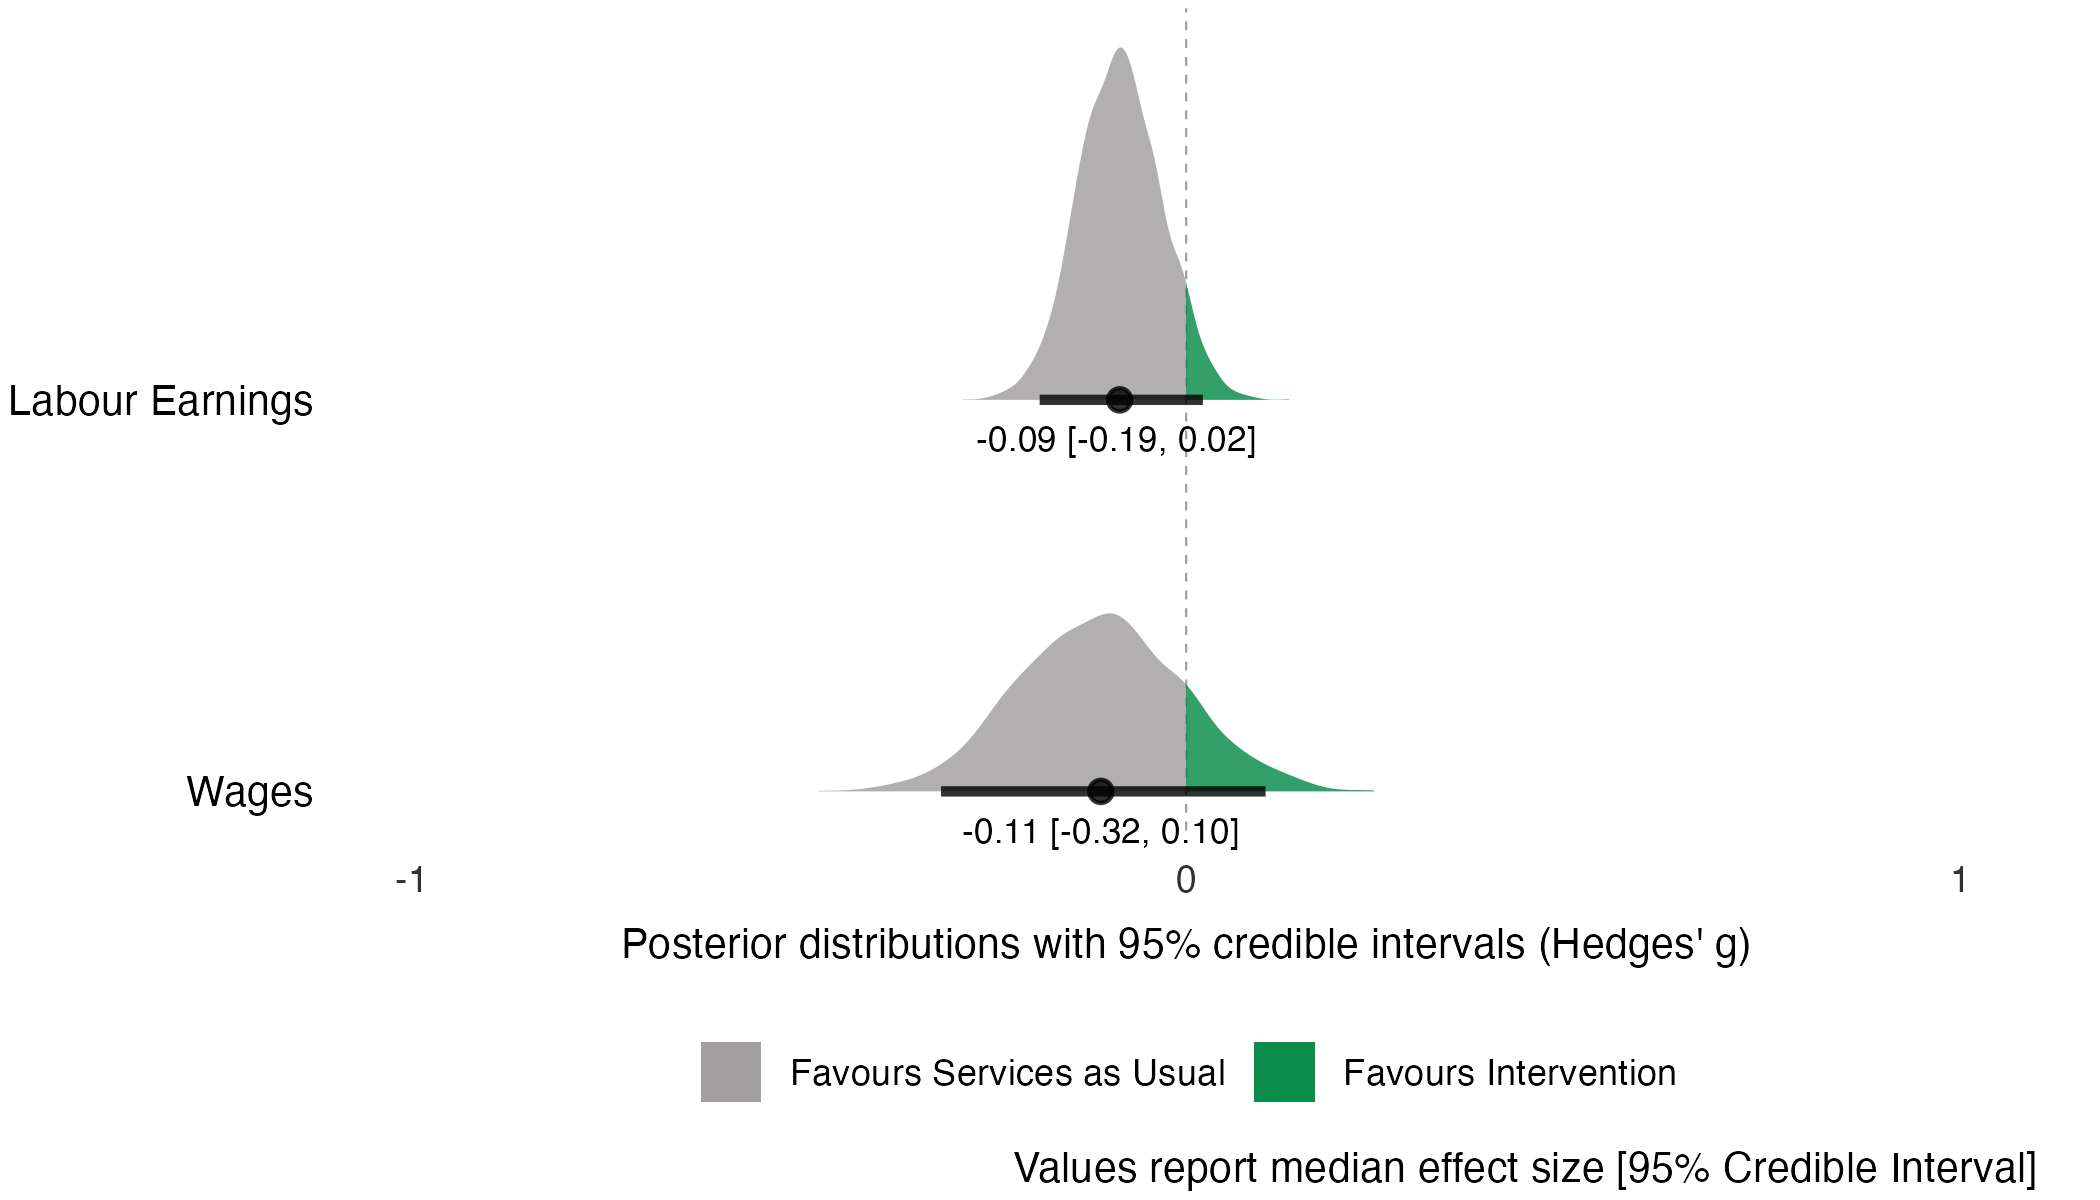 Labour Earnings
-0.09 [-0.19, 0.02]
Wages
-0.11 [-0.32, 0.10]
-1 0 1
Posterior distributions with 95% credible intervals (Hedges' g)
Favours Services as Usual Favours Intervention
Values report median effect size [95% Credible Interval]